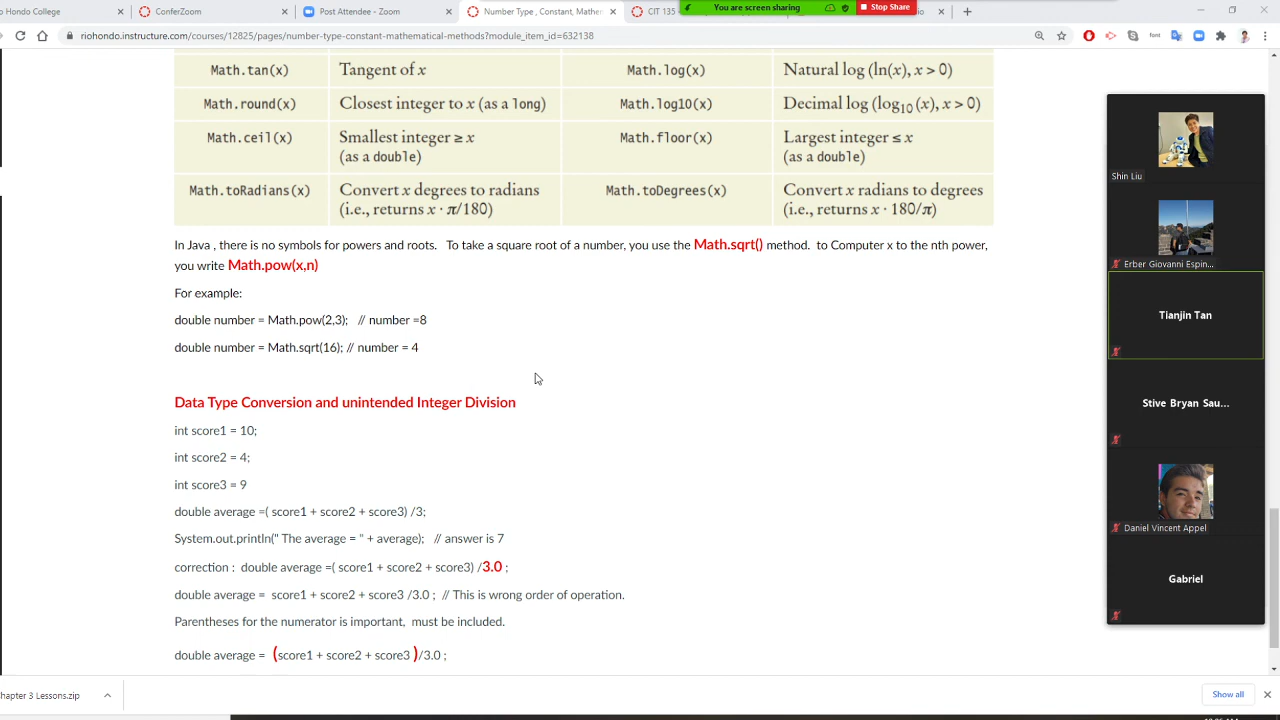 o Hondo College
ConferZoom
Post Attendee - Zoom
Number Type , Constant, Mathem
CIT 135 -
You are screen sharing
Stop Share
riohondo.instructure.com/courses/12825/pages/number-type-constant-mathematical-methods?module_item_id=632138
Math.tan(x) Tangent of x Math.log(x) Natural log (ln(x), x > 0)
Math.round(x) Closest integer to x (as a long) Math.log10(x) Decimal log (log10 (x), x > 0)
Math.ceil(x) Smallest integer ≥ x Math.floor(x) Largest integer ≤ x
(as a double) (as a double)
Math.toRadians(x) Convert x degrees to radians Math.toDegrees(x) Convert x radians to degrees
(i.e., returns x · π/180) (i.e., returns x · 180/π)
In Java , there is no symbols for powers and roots. To take a square root of a number, you use the Math.sqrt() method. to Computer x to the nth power,
you write Math.pow(x,n)
For example:
double number = Math.pow(2,3); // number =8
double number = Math.sqrt(16); // number = 4
Data Type Conversion and unintended Integer Division
int score1 = 10;
int score2 = 4;
int score3 = 9
double average =( score1 + score2 + score3) /3;
System.out.println(" The average = " + average); // answer is 7
correction : double average =( score1 + score2 + score3) /3.0 ;
double average = score1 + score2 + score3 /3.0 ; // This is wrong order of operation.
Parentheses for the numerator is important, must be included.
double average = (score1 + score2 + score3 )/3.0 ;
Shin Liu
Erber Giovanni Espin...
Tianjin Tan
Stive Bryan Sau...
Daniel Vincent Appel
Gabriel
hapter 3 Lessons.zip
Show all